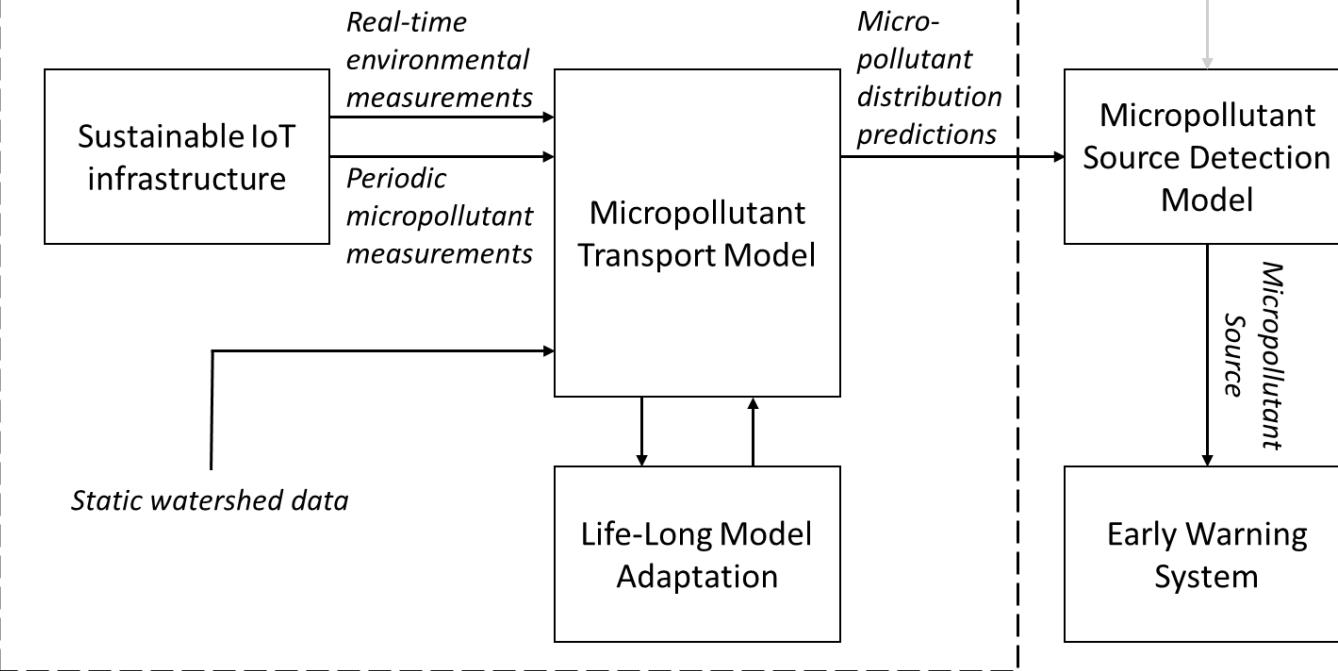 Real-time
environmental
measurements
Micro-
pollutant
distribution
predictions
Sustainable IoT
infrastructure
Periodic
micropollutant
measurements
Micropollutant
Transport Model
Micropollutant
Source Detection
Model
Micropollutant
Source
Static watershed data
Life-Long Model
Adaptation
Early Warning
System